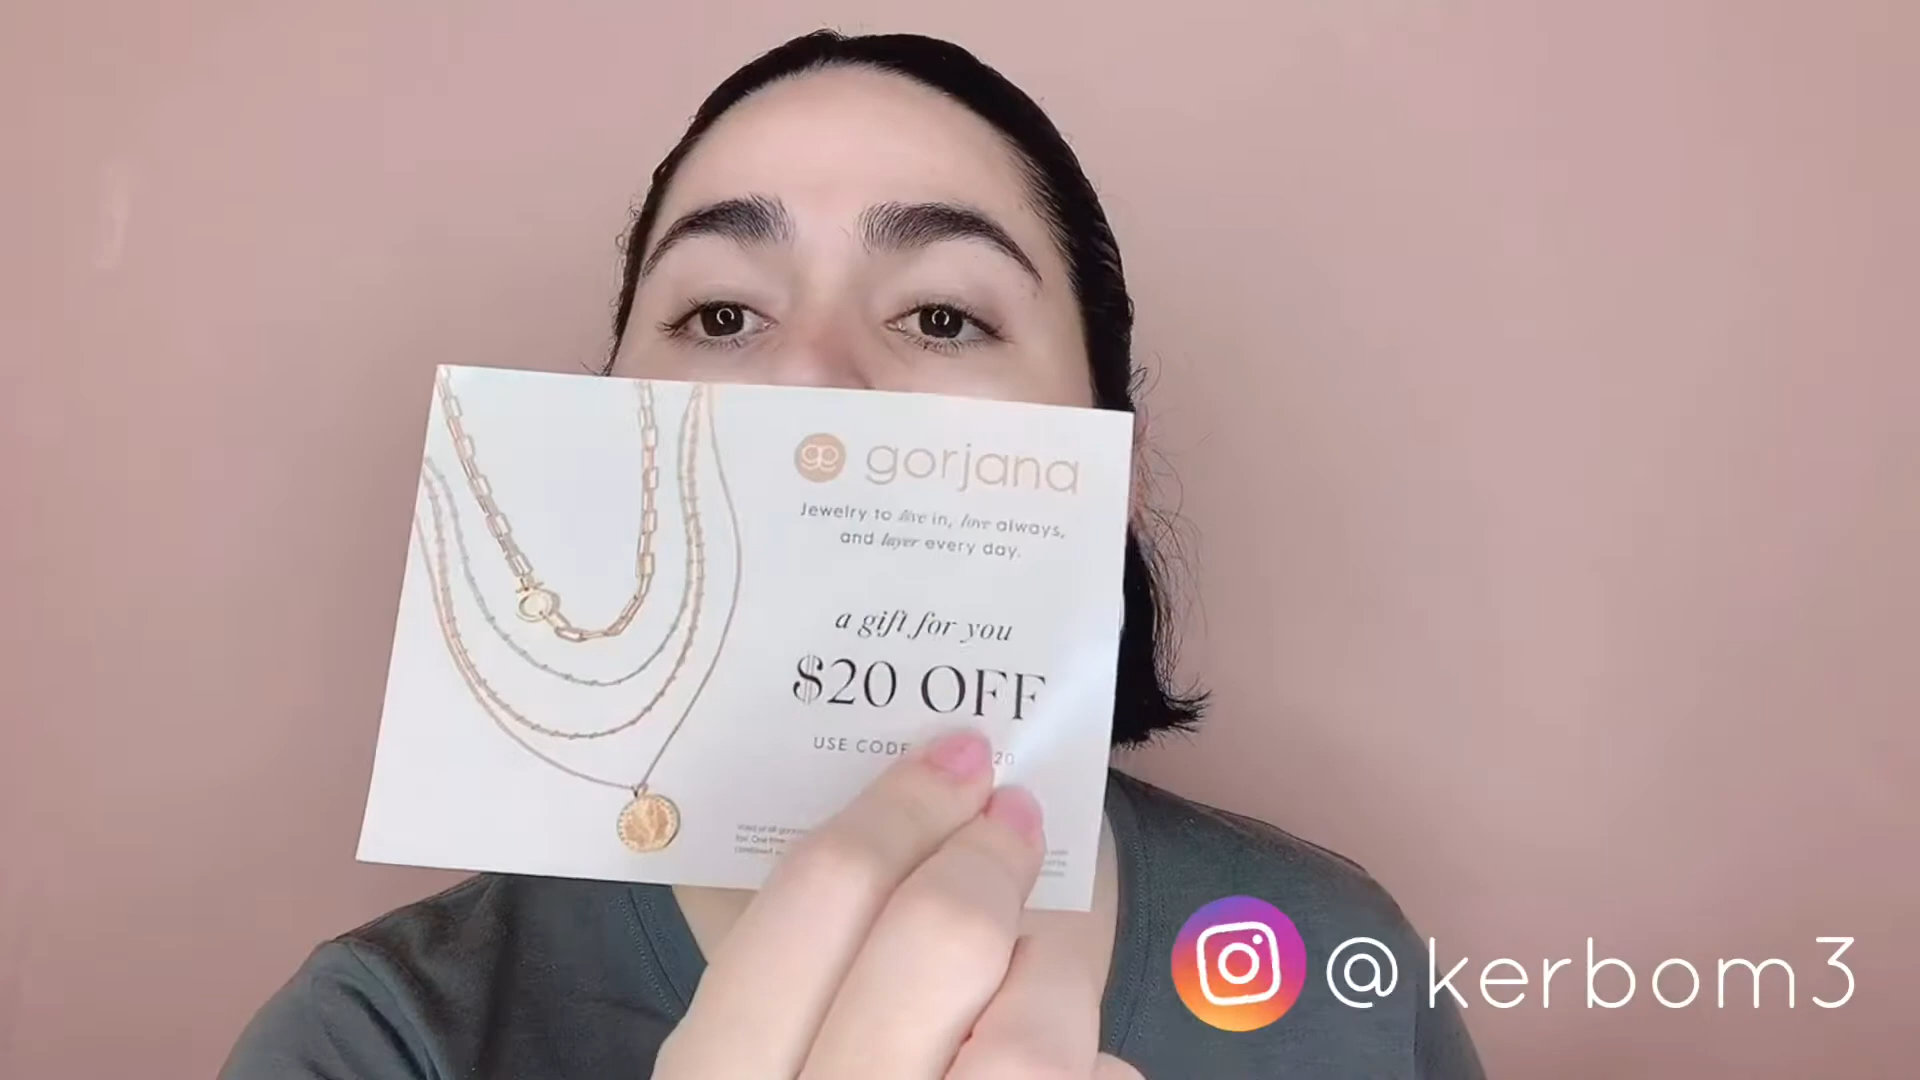 gorjana
Jewelry to live in, love always,
and layer every day.
a gift for you
$20 OFF
USE CODE 20
@kerbom3